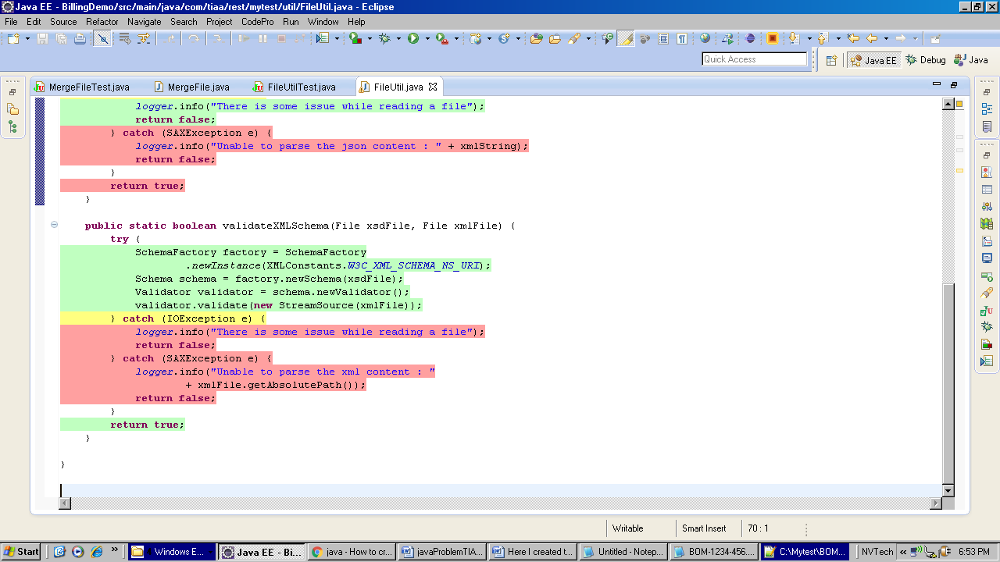 Java EE - BillingDemo/src/main/java/com/tiaa/rest/mytest/util/FileUtil.java - Eclipse
File Edit Source Refactor Navigate Search Project CodePro Run Window Help
Quick Access
Java EE Debug Java
MergeFileTest.java MergeFile.java FileUtilTest.java FileUtil.java
logger.info("There is some issue while reading a file");
return false;
} catch (SAXException e) {
logger.info("Unable to parse the json content : " + xmlString);
return false;
}
return true;
}
public static boolean validateXMLSchema(File xsdFile, File xmlFile) {
try {
SchemaFactory factory = SchemaFactory
.newInstance(XMLConstants.W3C_XML_SCHEMA_NS_URI);
Schema schema = factory.newSchema(xsdFile);
Validator validator = schema.newValidator();
validator.validate(new StreamSource(xmlFile));
} catch (IOException e) {
logger.info("There is some issue while reading a file");
return false;
} catch (SAXException e) {
logger.info("Unable to parse the xml content : "
+ xmlFile.getAbsolutePath());
return false;
}
return true;
}
}
Writable Smart Insert 70 : 1
Start Windows E... Java EE - Bi... java - How to cr... javaProblemTIA... Here I created t... Untitled - Notep... BOM-1234-456.... C:\Mytest\BOM... IN/Tech 6:53 PM